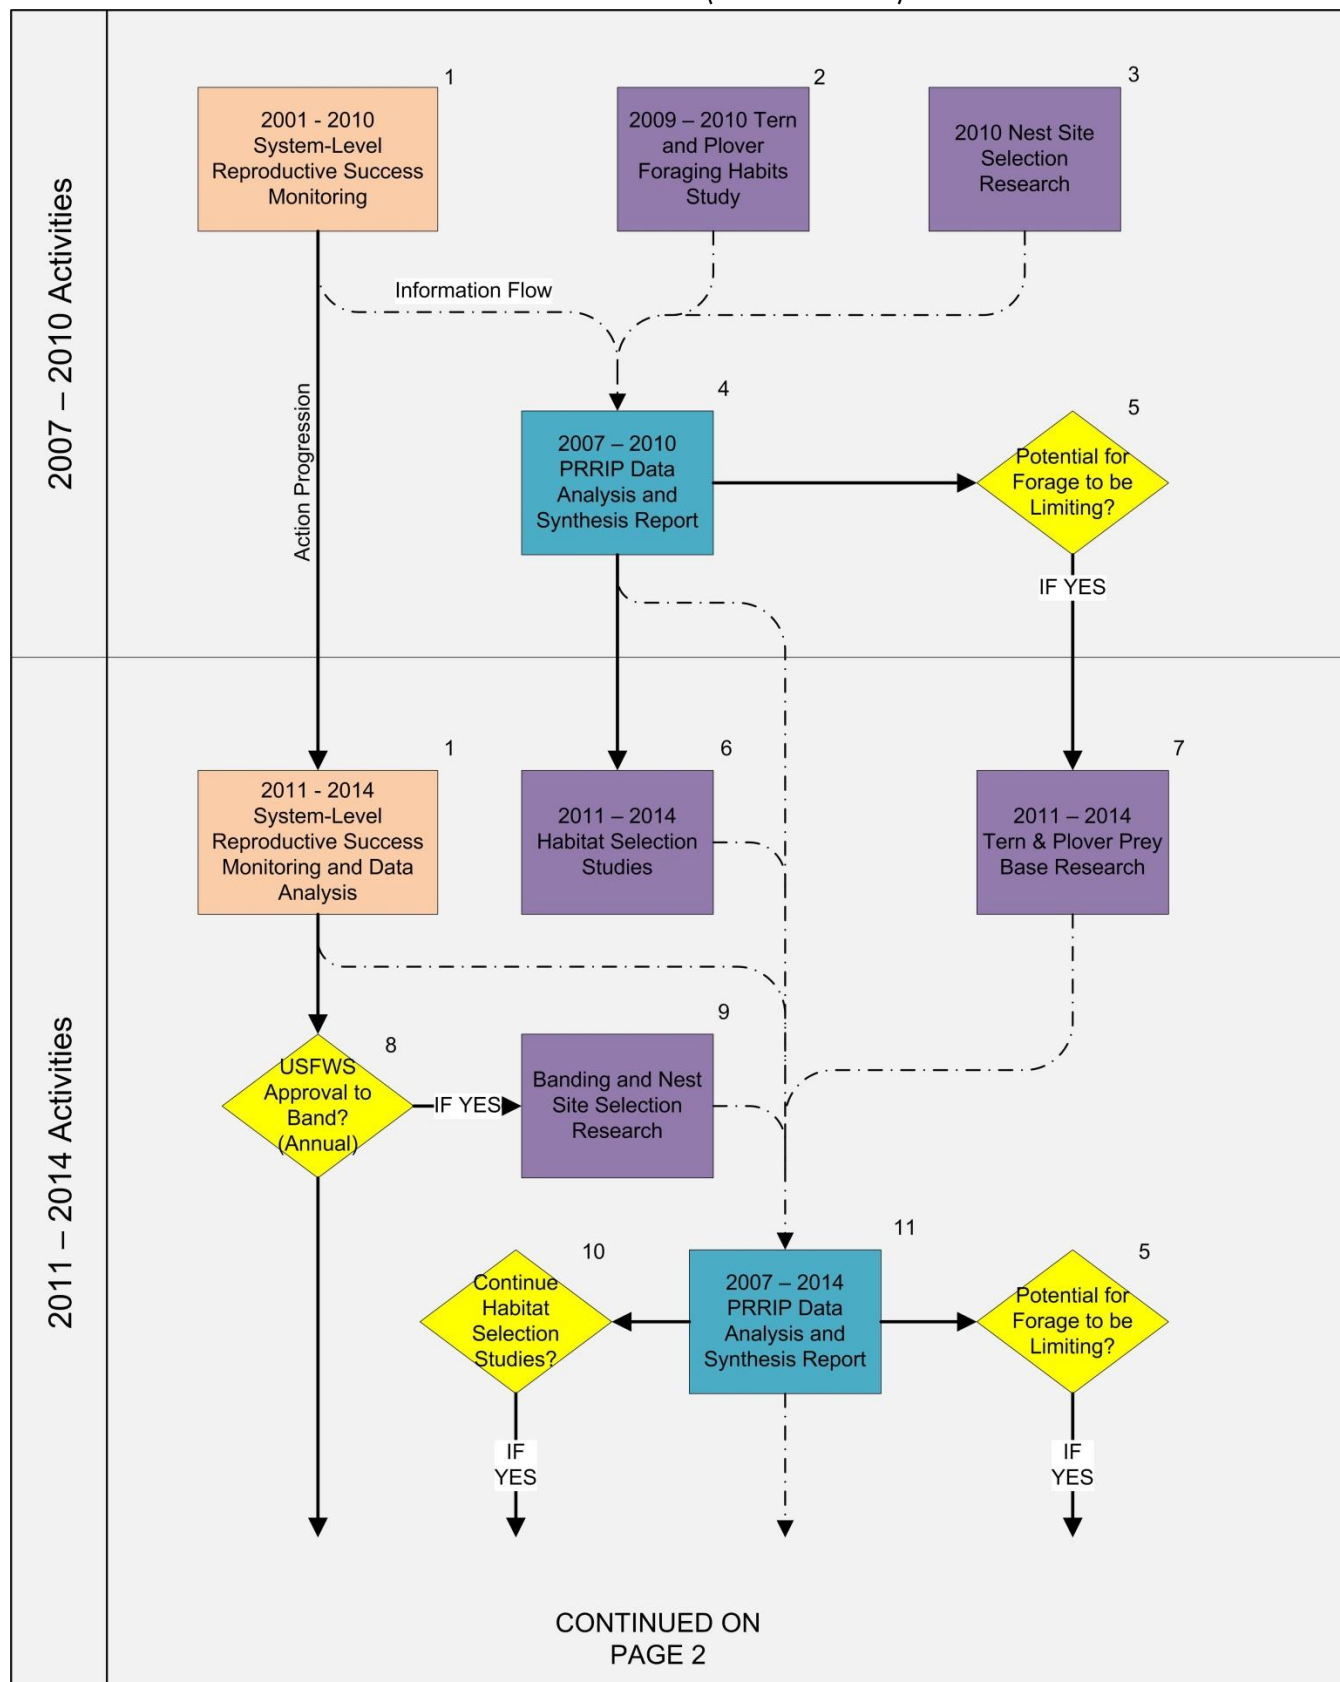 2007 – 2010 Activities
1
2001 - 2010
System-Level
Reproductive Success
Monitoring
2
2009 – 2010 Tern
and Plover
Foraging Habits
Study
3
2010 Nest Site
Selection
Research
Information Flow
Action Progression
4
2007 – 2010
PRRIP Data
Analysis and
Synthesis Report
5
Potential for
Forage to be
Limiting?
IF YES
2011 – 2014 Activities
1
2011 - 2014
System-Level
Reproductive Success
Monitoring and Data
Analysis
6
2011 – 2014
Habitat Selection
Studies
7
2011 – 2014
Tern & Plover Prey
Base Research
8
USFWS
Approval to
Band?
(Annual)
IF YES
9
Banding and Nest
Site Selection
Research
10
Continue
Habitat
Selection
Studies?
11
2007 – 2014
PRRIP Data
Analysis and
Synthesis Report
5
Potential for
Forage to be
Limiting?
IF
YES
IF
YES
CONTINUED ON
PAGE 2